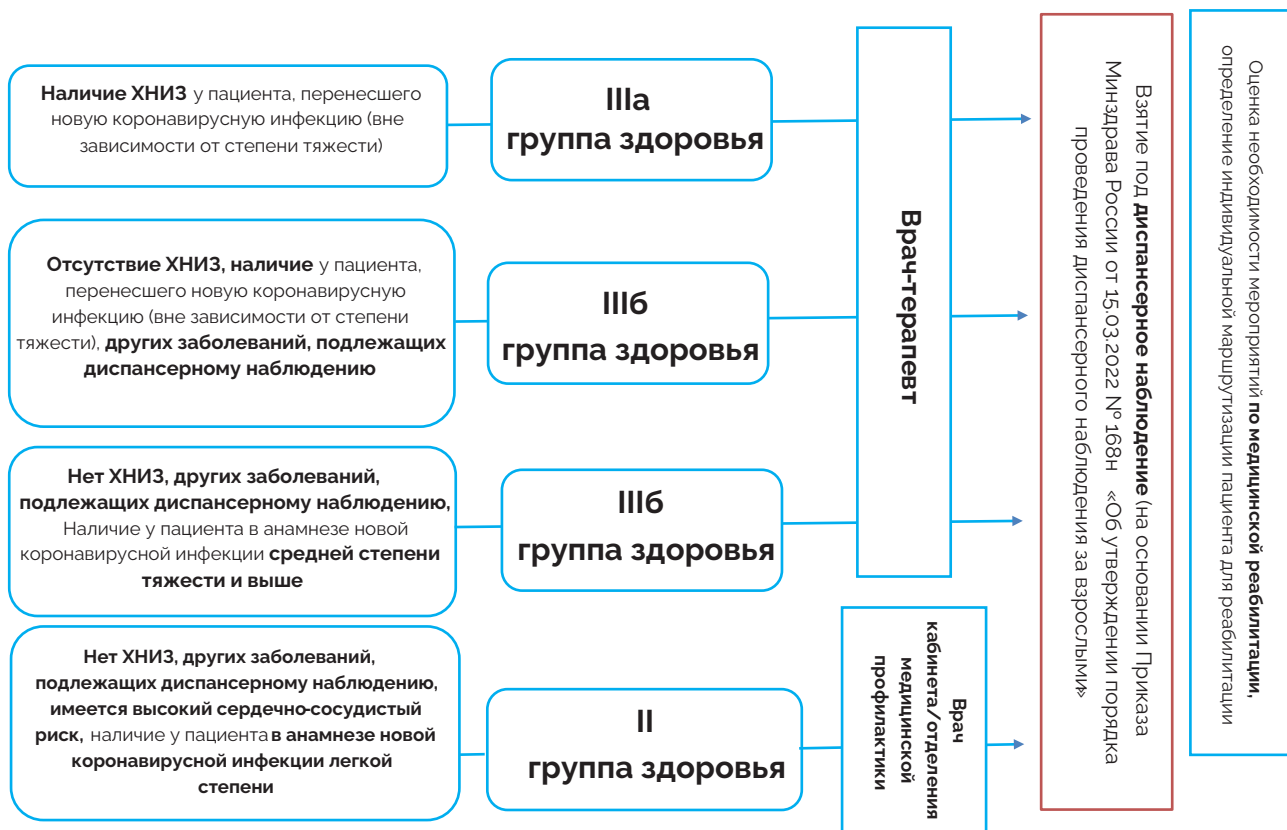 Наличие ХНИЗ у пациента, перенесшего
новую коронавирусную инфекцию (вне
зависимости от степени тяжести)
IIIа
группа здоровья
Отсутствие ХНИЗ, наличие у пациента,
перенесшего новую коронавирусную
инфекцию (вне зависимости от степени
тяжести), других заболеваний, подлежащих
диспансерному наблюдению
IIIб
группа здоровья
Нет ХНИЗ, других заболеваний,
подлежащих диспансерному наблюдению,
Наличие у пациента в анамнезе новой
коронавирусной инфекции средней степени
тяжести и выше
IIIб
группа здоровья
Нет ХНИЗ, других заболеваний,
подлежащих диспансерному наблюдению,
имеется высокий сердечно-сосудистый
риск, наличие у пациента в анамнезе новой
коронавирусной инфекции легкой
степени
II
группа здоровья
Врач-терапевт
Врач
кабинета/отделения
медицинской
профилактики
Взятие под диспансерное наблюдение (на основании Приказа
Минздрава России от 15.03.2022 № 168н «Об утверждении порядка
проведения диспансерного наблюдения за взрослыми»
Оценка необходимости мероприятий по медицинской реабилитации,
определение индивидуальной маршрутизации пациента для реабилитации